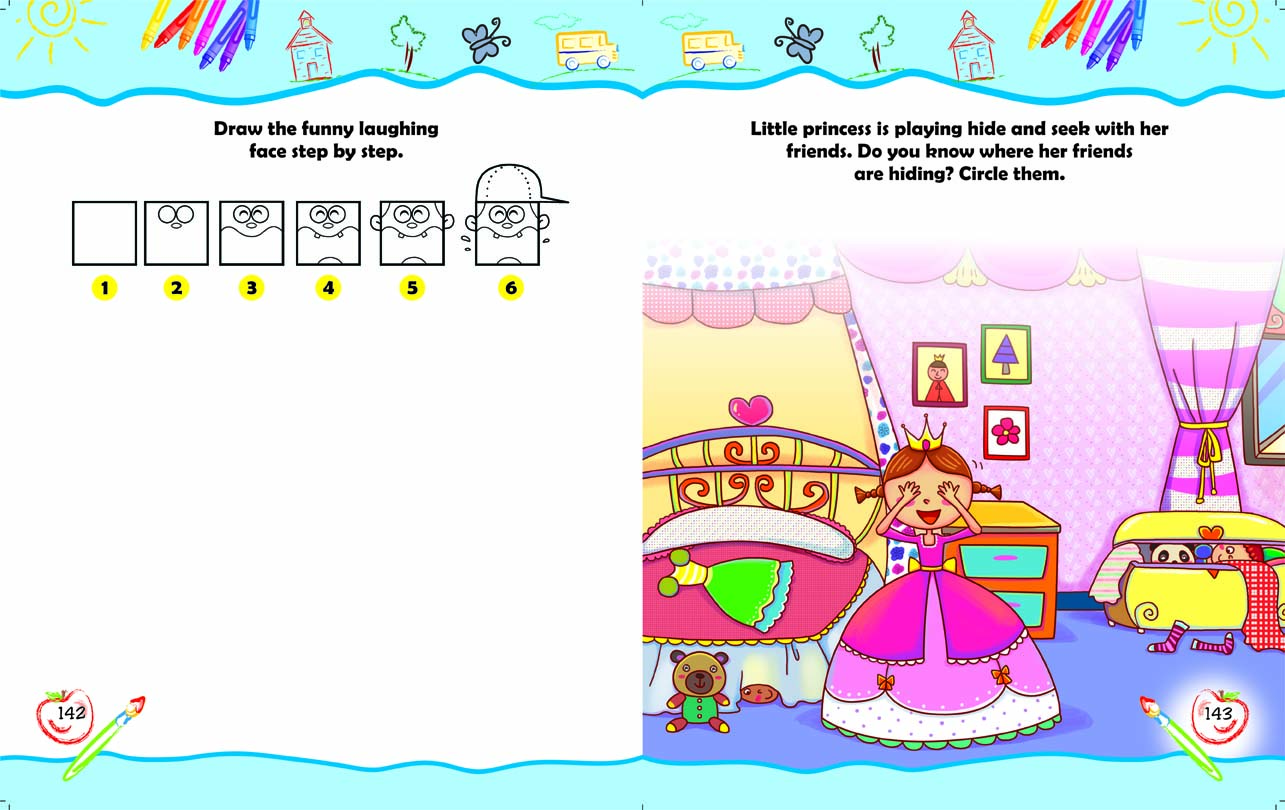 Draw the funny laughing
face step by step.
1 2 3 4 5 6
142
Little princess is playing hide and seek with her
friends. Do you know where her friends
are hiding? Circle them.
143